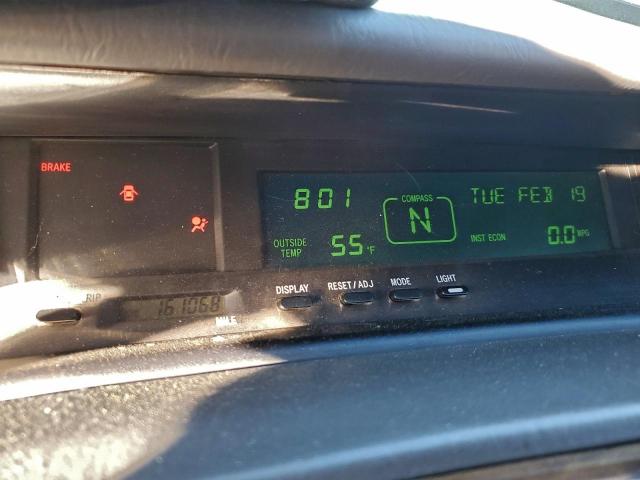 BRAKE
801
COMPASS
N
TUE FEB 19
OUTSIDE
TEMP
55 °F
INST ECON
0.0 MPG
DISPLAY
RESET/ADJ
MODE
LIGHT
161068
MILE